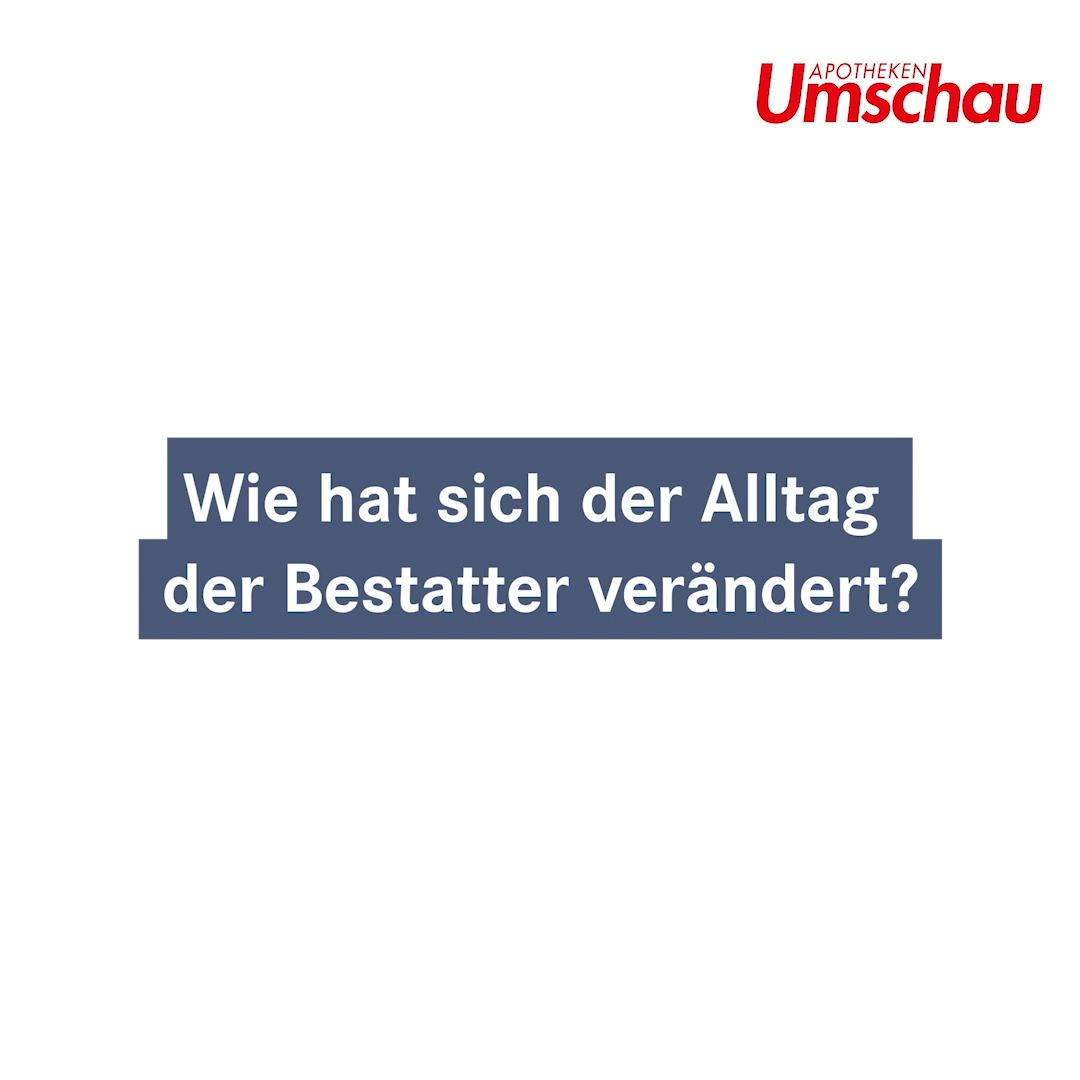 APOTHEKEN
Umschau
Wie hat sich der Alltag
der Bestatter verändert?